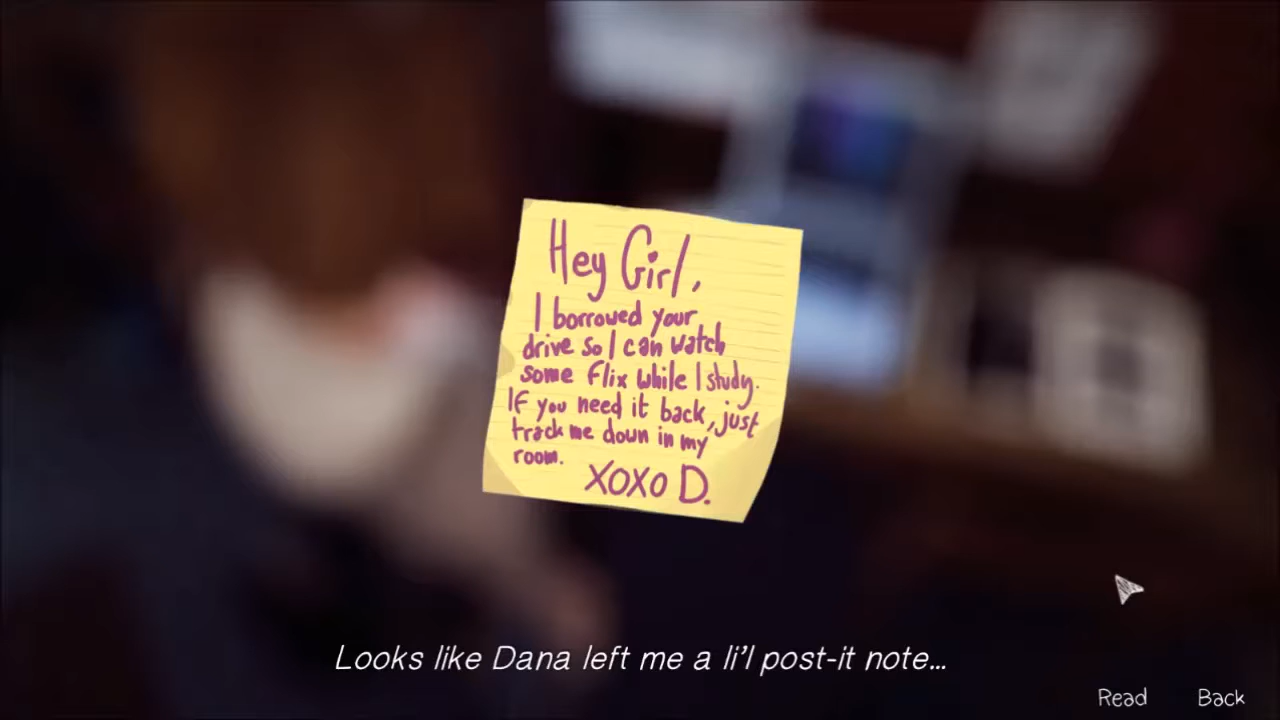 Hey Girl,
I borrowed your
drive so I can watch
some flix while I study.
If you need it back, just
track me down in my
room.
XOXO D.
Looks like Dana left me a li'l post-it note...
Read
Back